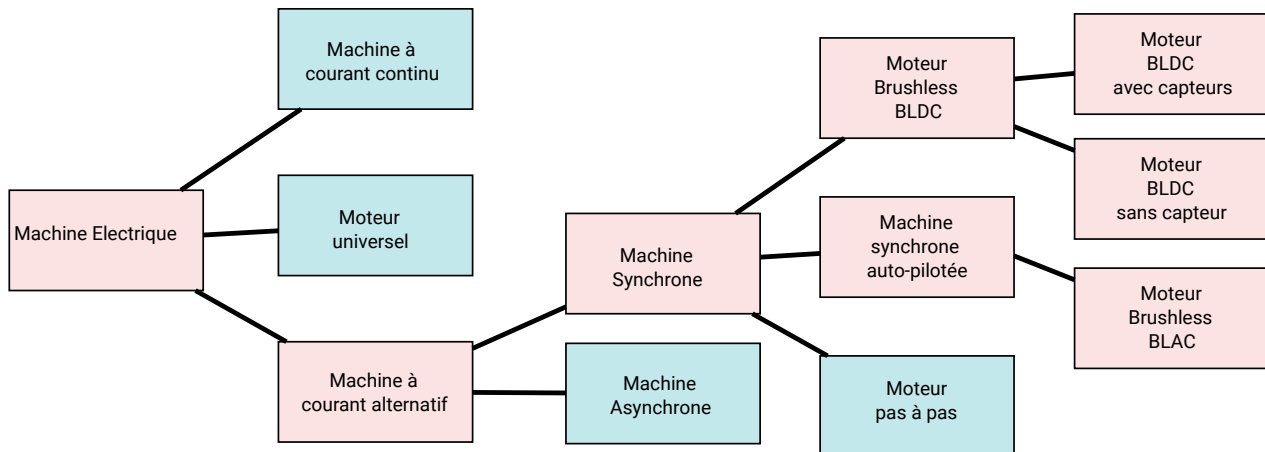 Machine à
courant continu
Moteur
universel
Machine Electrique
Machine à
courant alternatif
Machine
Synchrone
Machine
Asynchrone
Moteur
Brushless
BLDC
Machine
synchrone
auto-pilotée
Moteur
pas à pas
Moteur
BLDC
avec capteurs
Moteur
BLDC
sans capteur
Moteur
Brushless
BLAC